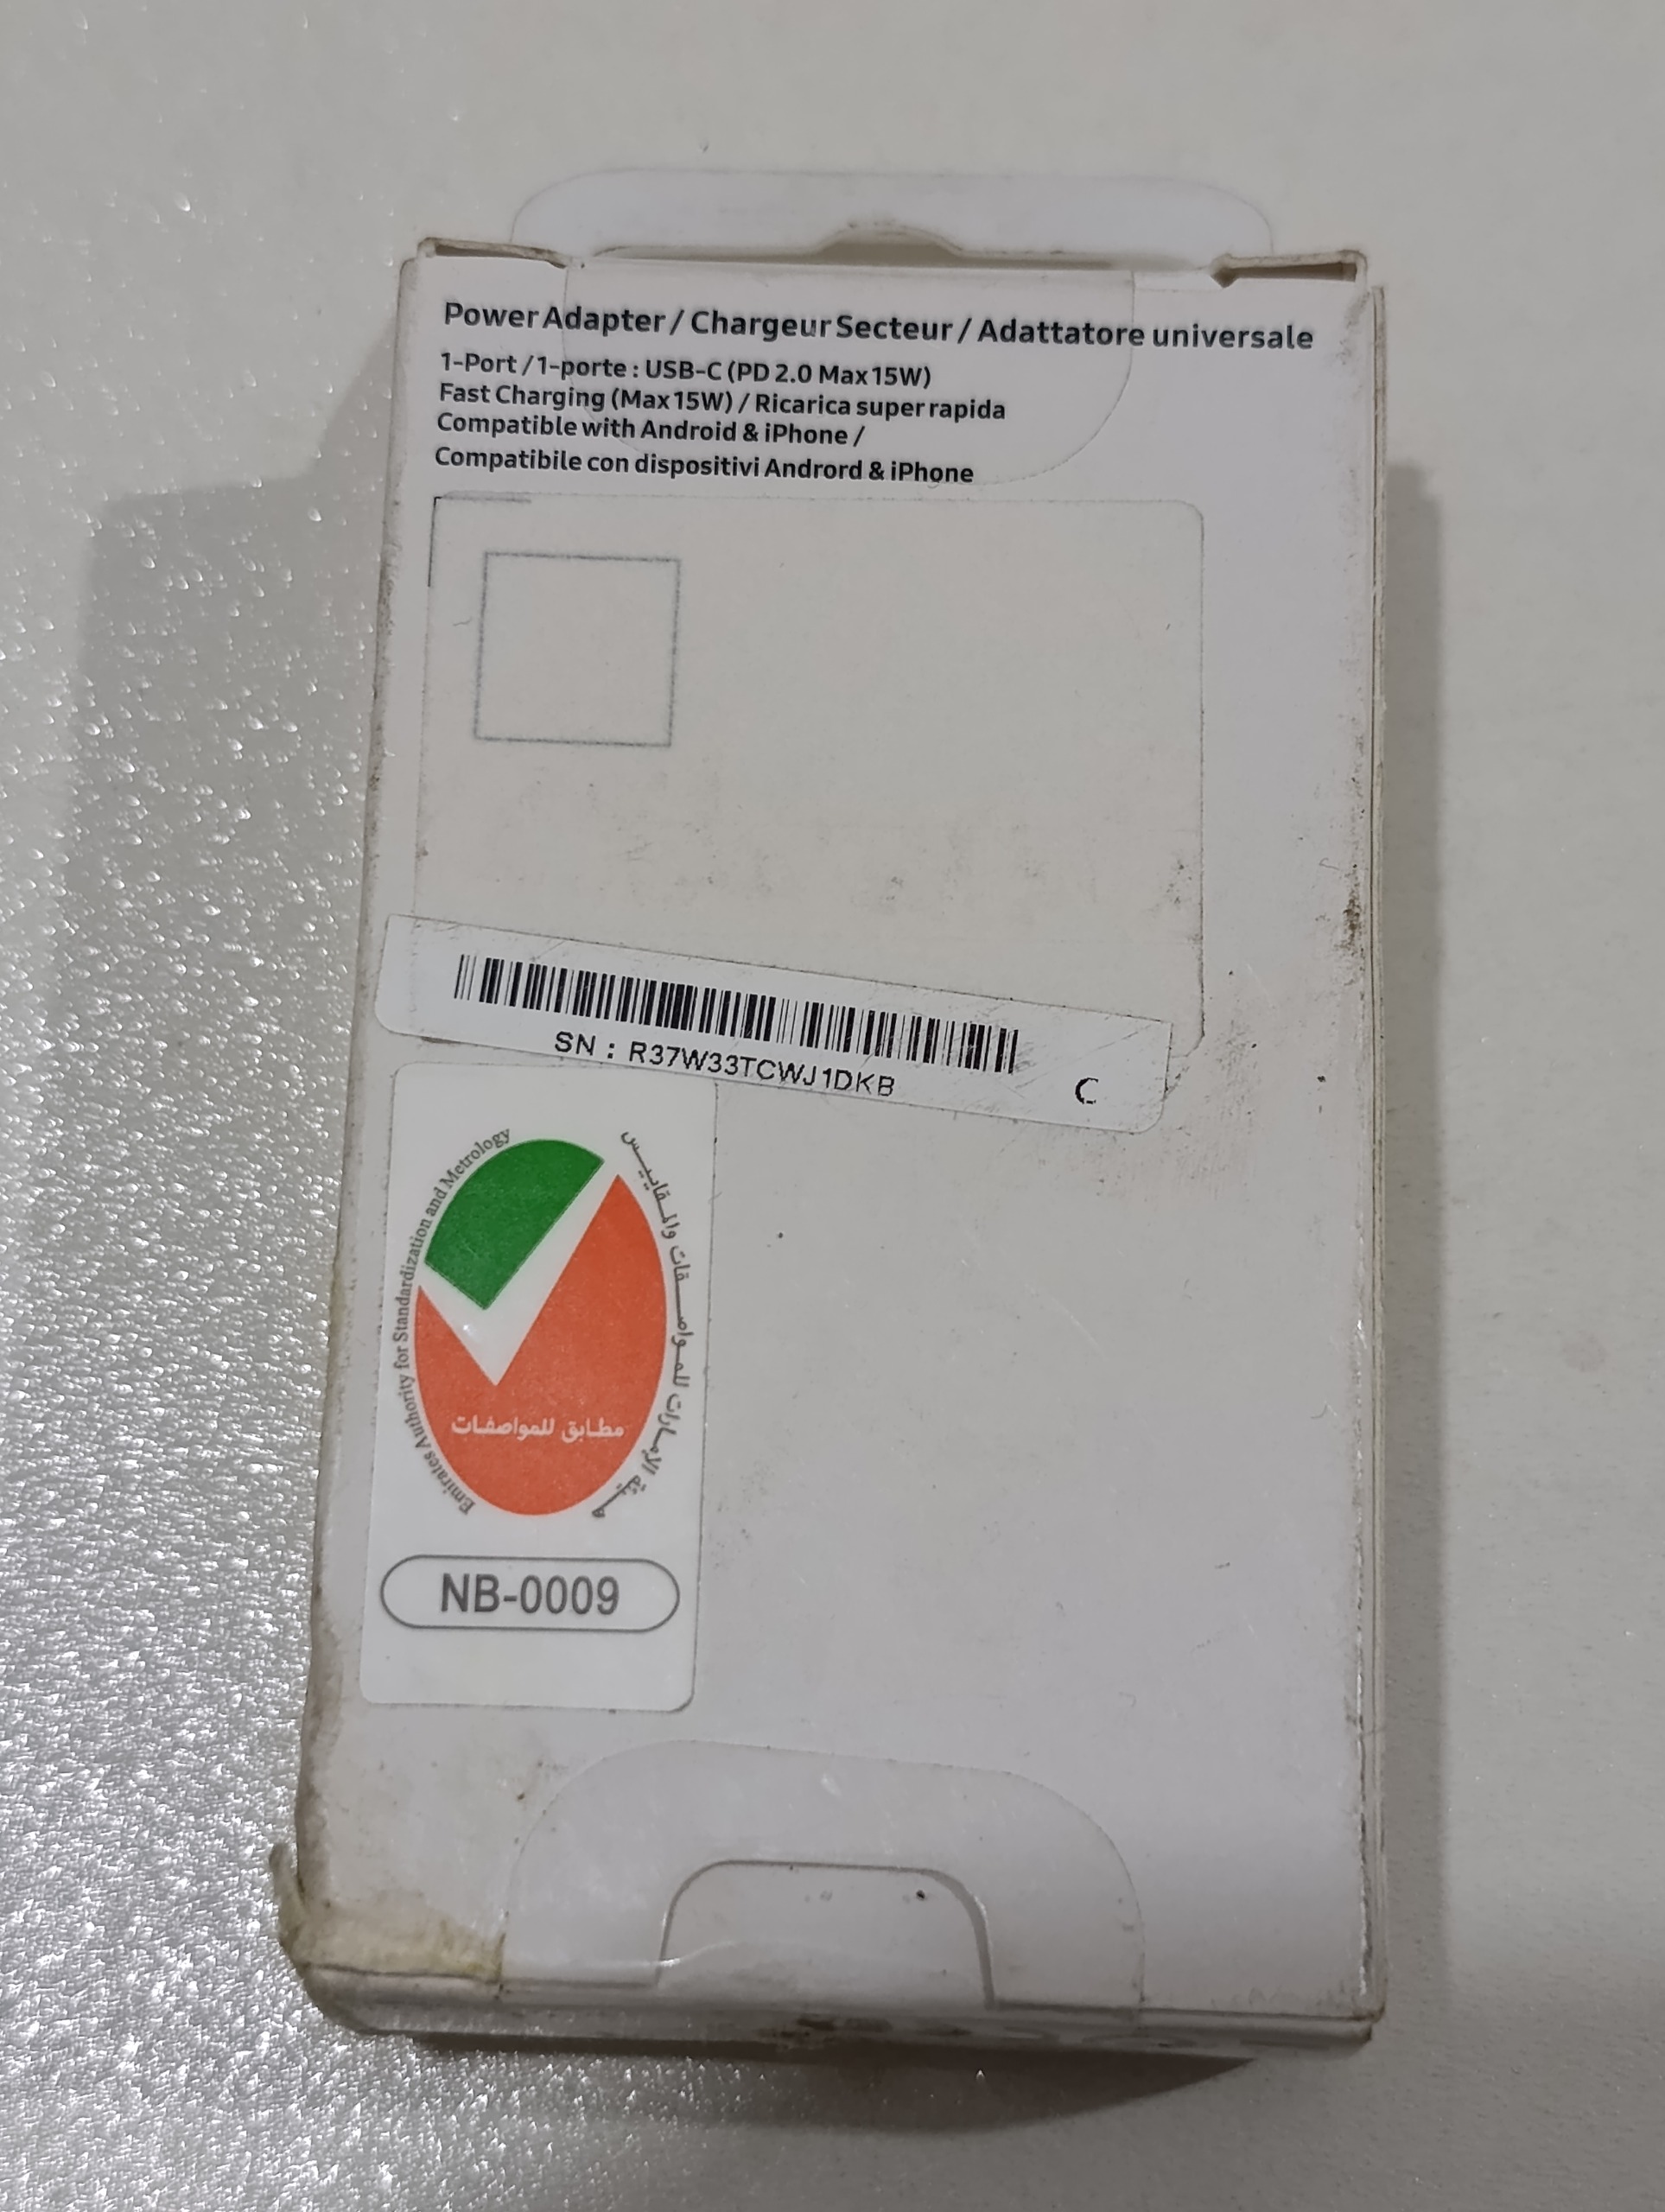 Power Adapter / Chargeur Secteur / Adattatore universale
1-Port / 1-porte : USB-C (PD 2.0 Max 15W)
Fast Charging (Max 15W) / Ricarica super rapida
Compatible with Android & iPhone /
Compatibile con dispositivi Andrord & iPhone
SN : R37W33TCWJ1DKB
C
Emirates Authority for Standardization and Metrology
هيئة الإمارات للمواصفات والمقاييس
مطابق للمواصفات
NB-0009